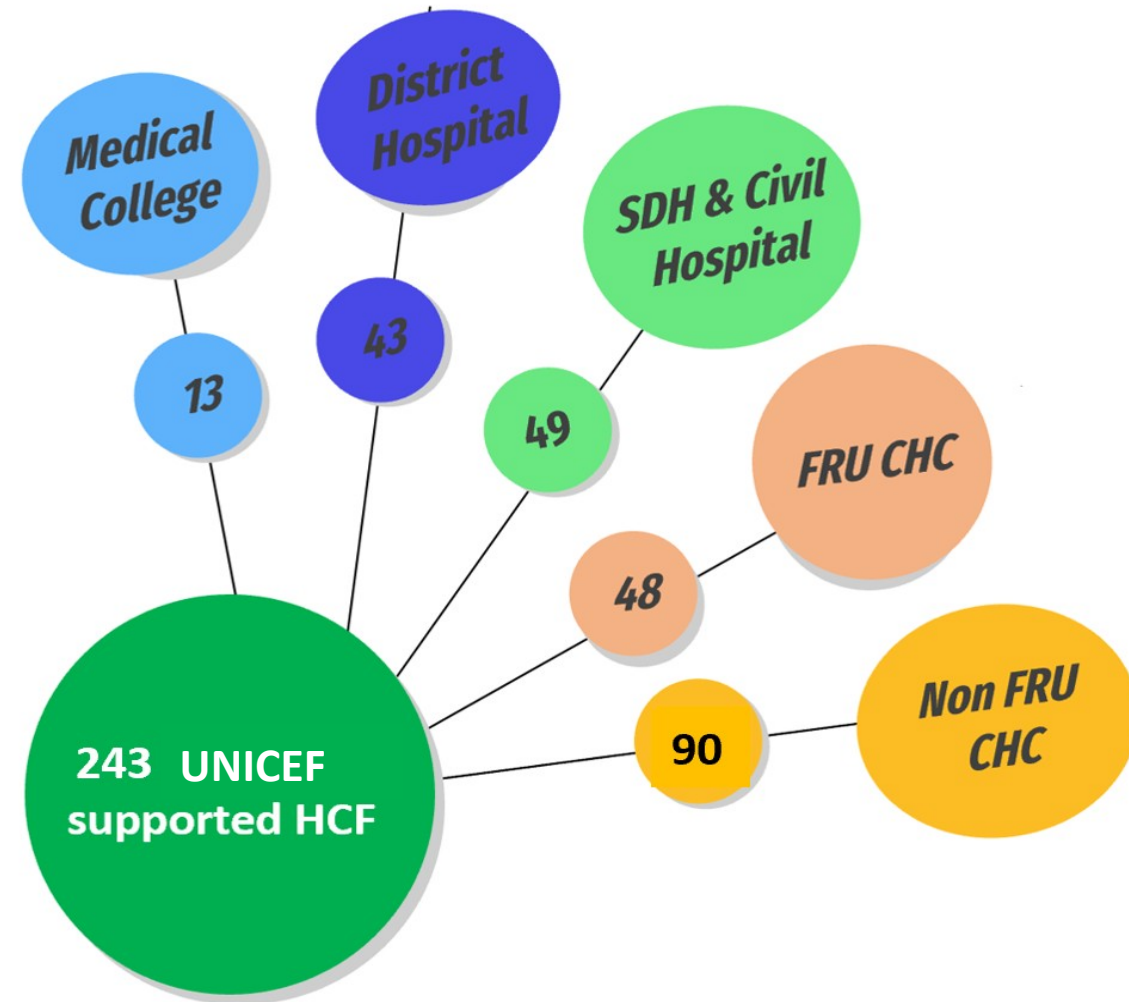 Medical
College
13
District
Hospital
43
SDH & Civil
Hospital
49
FRU CHC
48
Non FRU
CHC
90
243 UNICEF
supported HCF